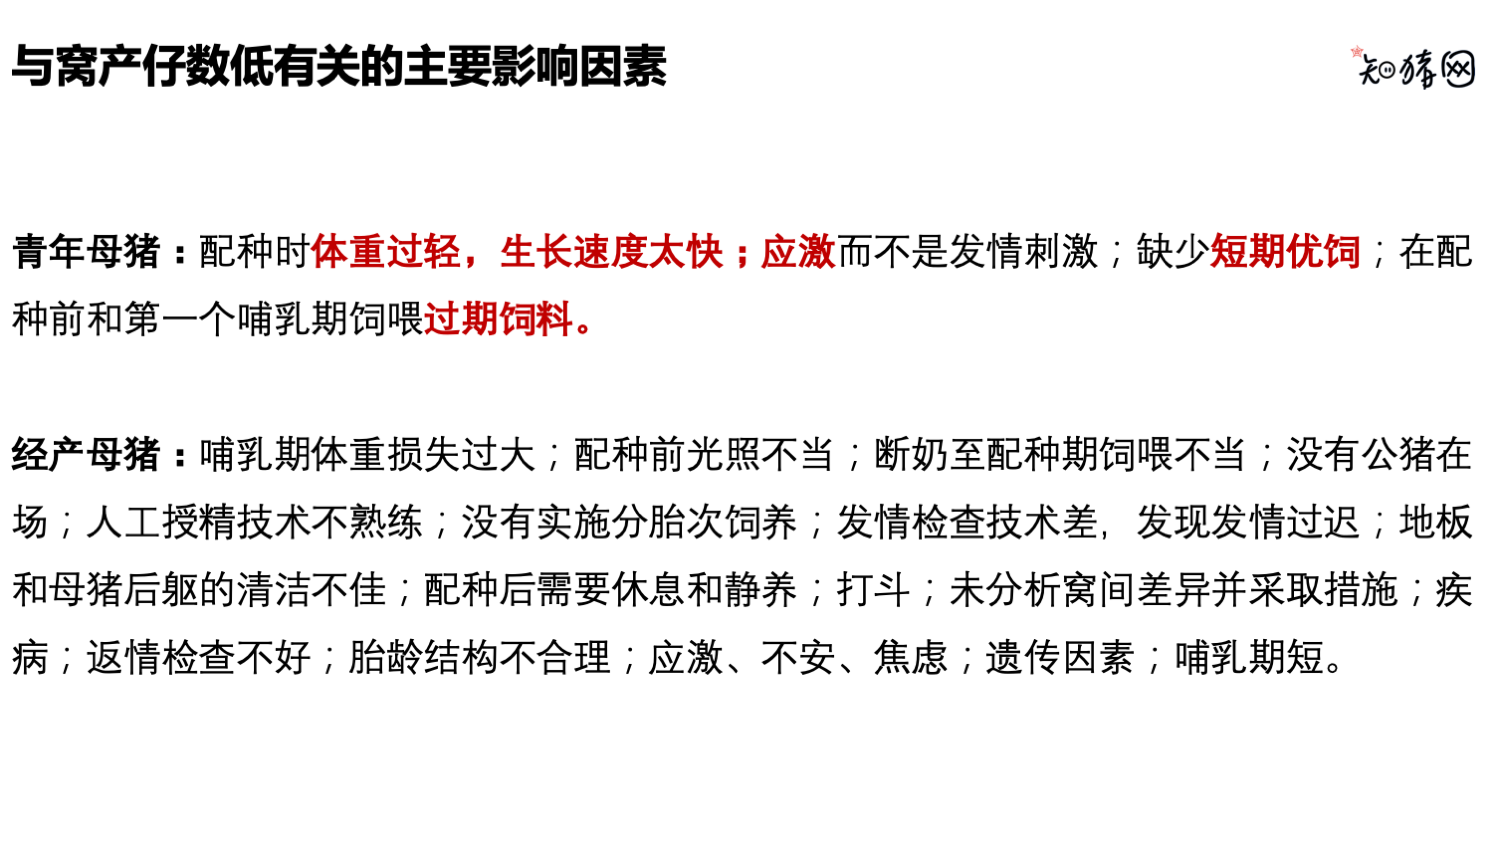 与窝产仔数低有关的主要影响因素
知猪网
青年母猪：配种时体重过轻，生长速度太快；应激而不是发情刺激；缺少短期优饲；在配
种前和第一个哺乳期饲喂过期饲料。
经产母猪：哺乳期体重损失过大；配种前光照不当；断奶至配种期饲喂不当；没有公猪在
场；人工授精技术不熟练；没有实施分胎次饲养；发情检查技术差，发现发情过迟；地板
和母猪后躯的清洁不佳；配种后需要休息和静养；打斗；未分析窝间差异并采取措施；疾
病；返情检查不好；胎龄结构不合理；应激、不安、焦虑；遗传因素；哺乳期短。